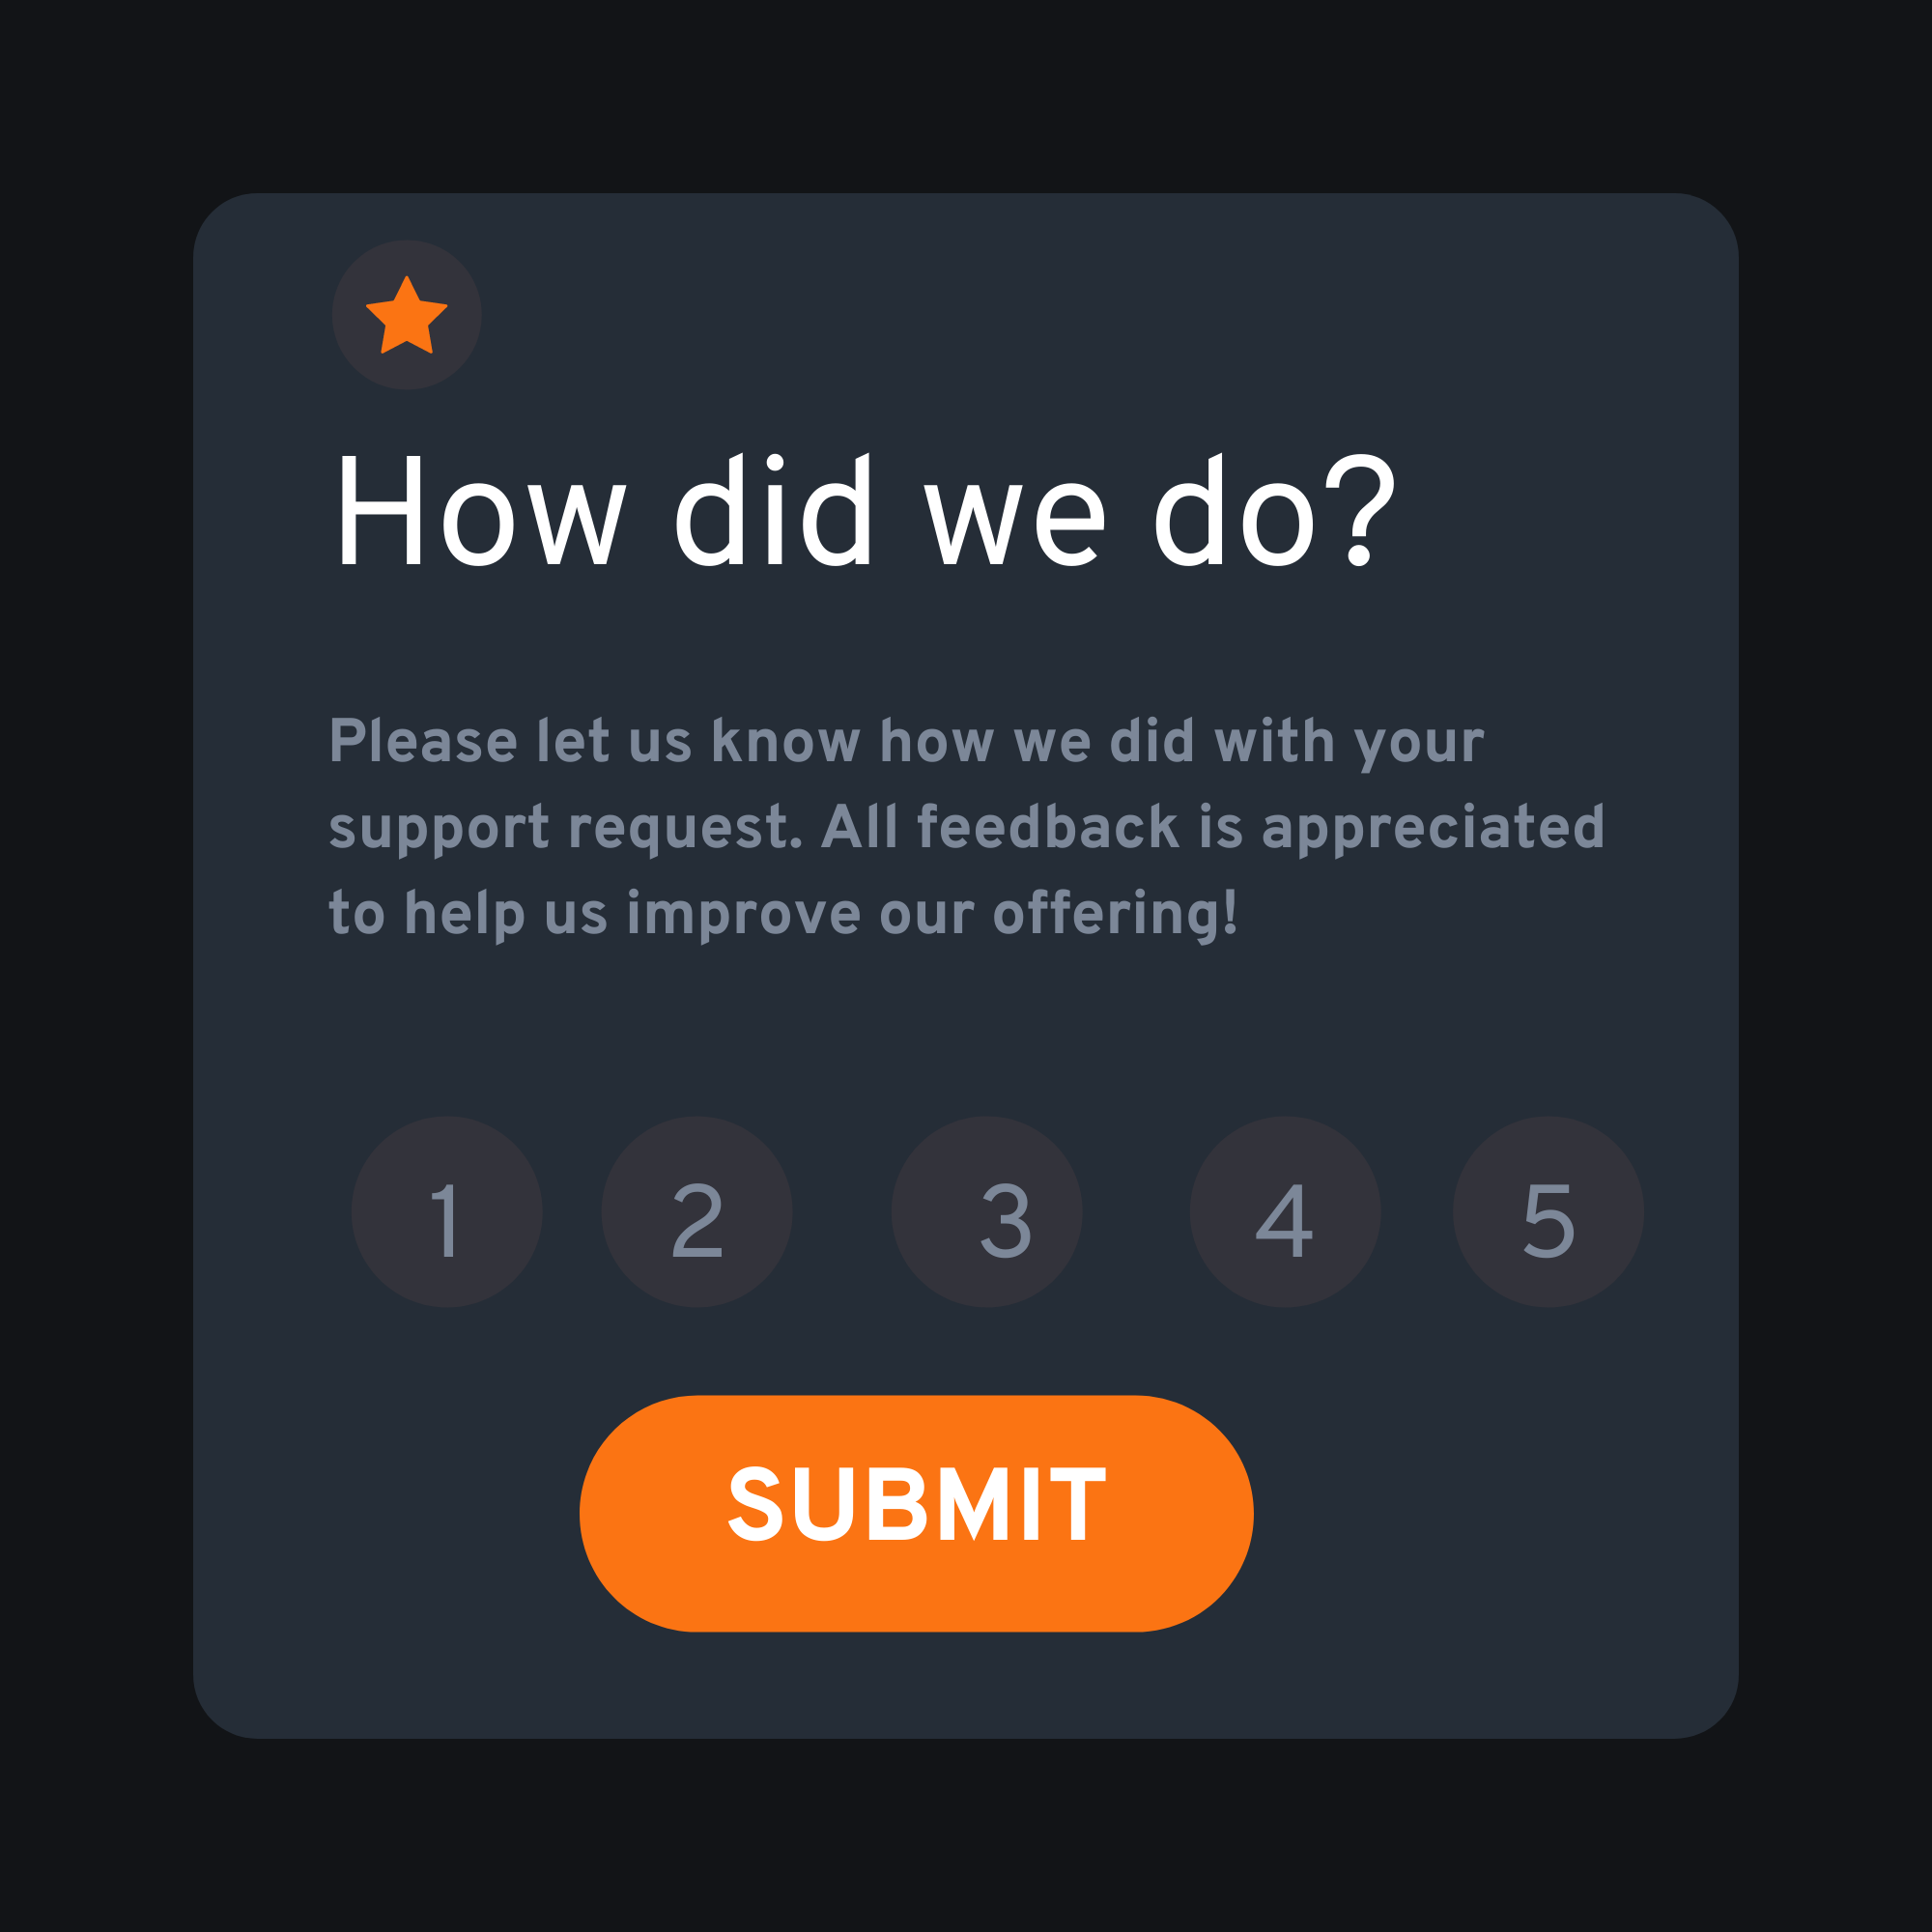 How did we do?
Please let us know how we did with your
support request. All feedback is appreciated
to help us improve our offering!
1 2 3 4 5
SUBMIT